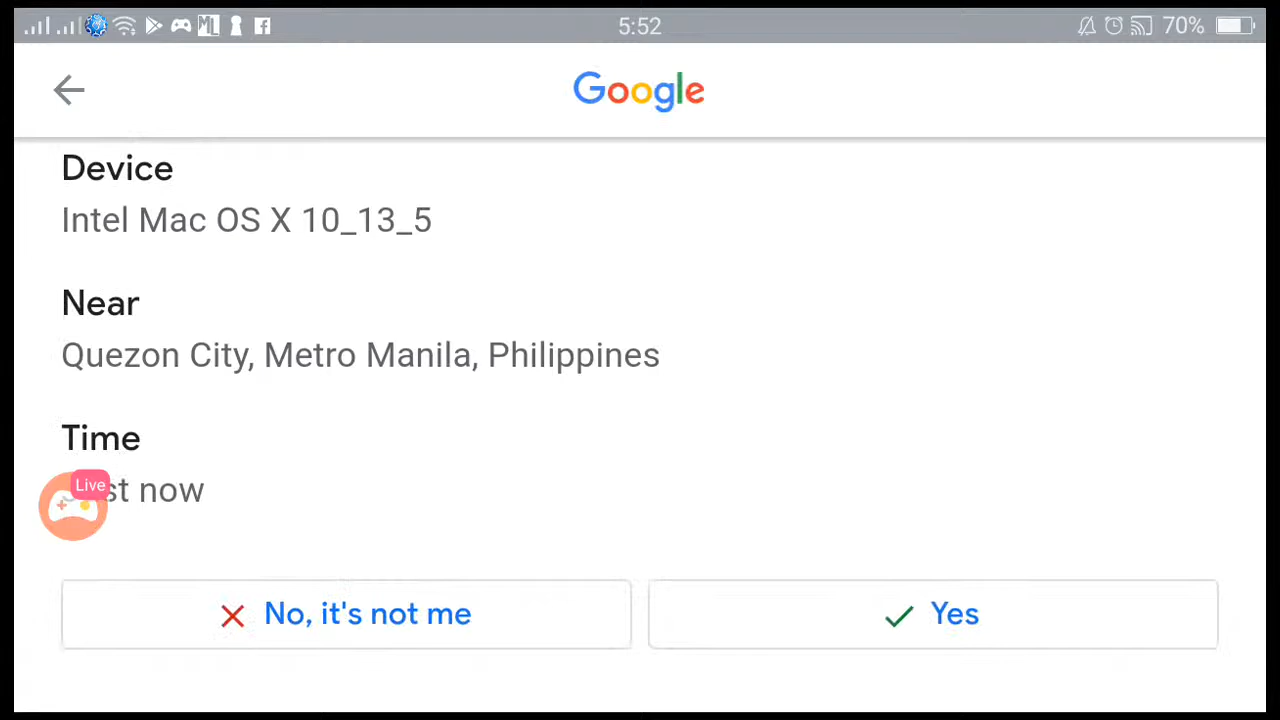 5:52
70%
Google
Device
Intel Mac OS X 10_13_5
Near
Quezon City, Metro Manila, Philippines
Time
now
Live
No, it's not me
Yes